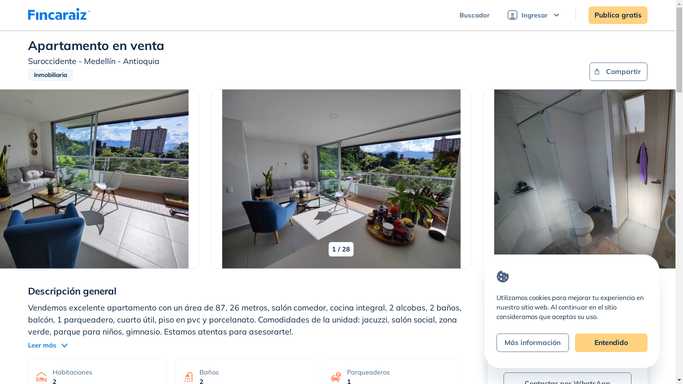 Fincaraiz
Buscador
Ingresar
Publica gratis
Apartamento en venta
Suroccidente - Medellín - Antioquia
Inmobiliaria
Compartir
1 / 28
Descripción general
Vendemos excelente apartamento con un área de 87, 26 metros, salón comedor, cocina integral, 2 alcobas, 2 baños,
balcón, 1 parqueadero, cuarto útil, piso en pvc y porcelanato. Comodidades de la unidad: jacuzzi, salón social, zona
verde, parque para niños, gimnasio. Estamos atentas para asesorarte!.
Leer más
Habitaciones
2
Baños
2
Parqueaderos
1
Utilizamos cookies para mejorar tu experiencia en
nuestro sitio web. Al continuar en el sitio
consideramos que aceptas su uso.
Más información
Entendido
Contactar por WhatsApp